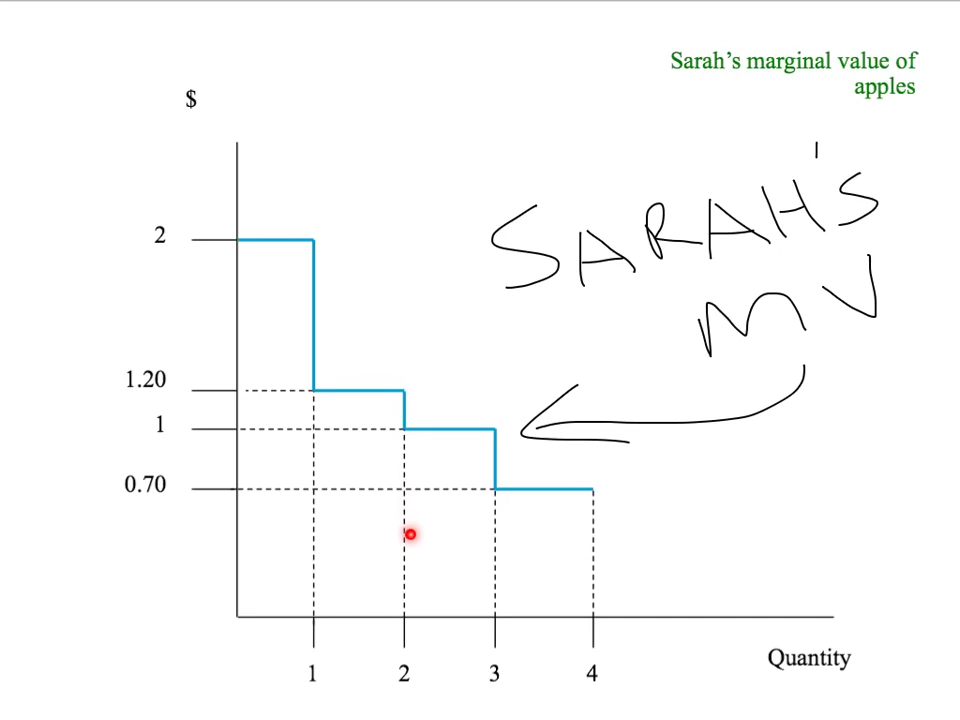 Sarah’s marginal value of
apples
$
SARAH'S
MV
2
1.20
1
0.70
1 2 3 4
Quantity